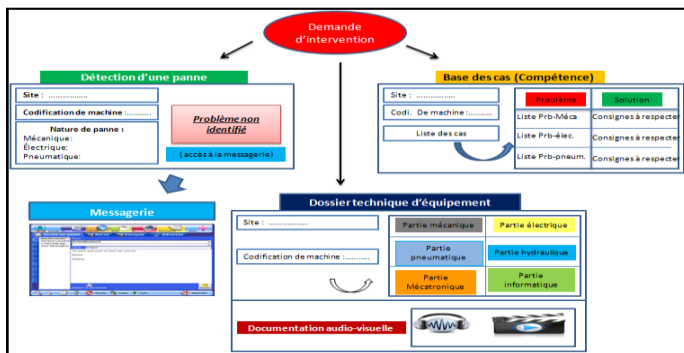 Demande
d'intervention
Détection d'une panne
Site : ................
Codification de machine :..........
Nature de panne :
Mécanique:
Électrique:
Pneumatique:
Problème non
identifié
(accès à la messagerie)
Messagerie
Base des cas (Compétence)
Site : ................
Codi. De machine :..........
Liste des cas
Problème
Solution
Liste Prb-Méca
Consignes à respecter
Liste Prb-élec.
Consignes à respecter
Liste Prb-pneum.
Consignes à respecter
Dossier technique d'équipement
Site : ................
Codification de machine :..........
Partie mécanique
Partie électrique
Partie
pneumatique
Partie hydraulique
Partie
Mécatronique
Partie
informatique
Documentation audio-visuelle